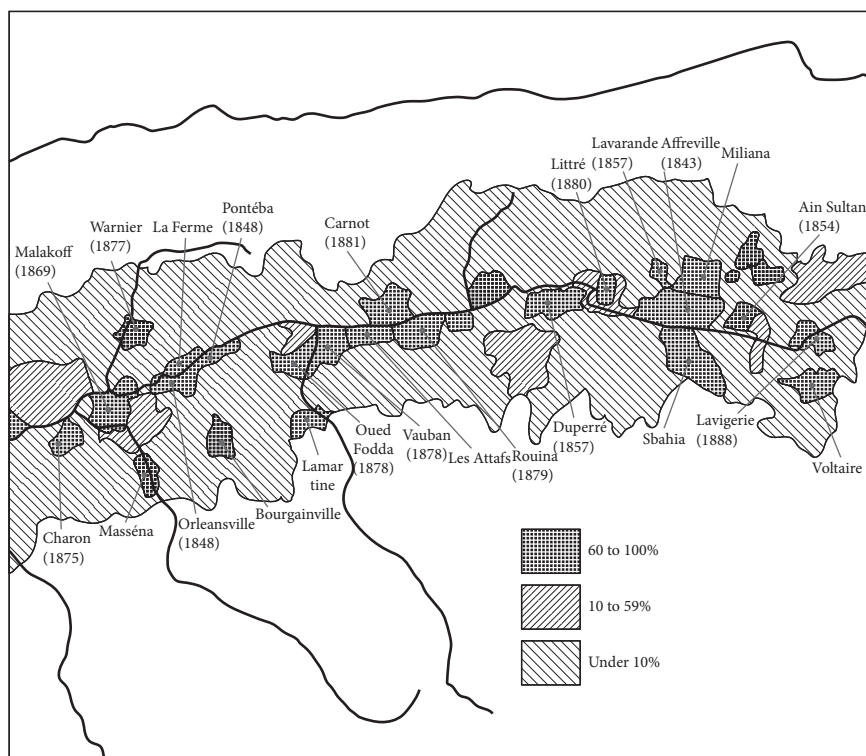 Lavarande
(1857)
Affreville
(1843)
Miliana
Littré
(1880)
Ain Sultan
(1854)
Carnot
(1881)
Pontéba
(1848)
La Ferme
Warnier
(1877)
Malakoff
(1869)
Charon
(1875)
Masséna
Orleansville
(1848)
Bourgainville
Lamar
tine
Oued
Fodda
(1878)
Vauban
(1878)
Les Attafs
Rouina
(1879)
Duperré
(1857)
Sbahia
Lavigerie
(1888)
Voltaire
60 to 100%
10 to 59%
Under 10%